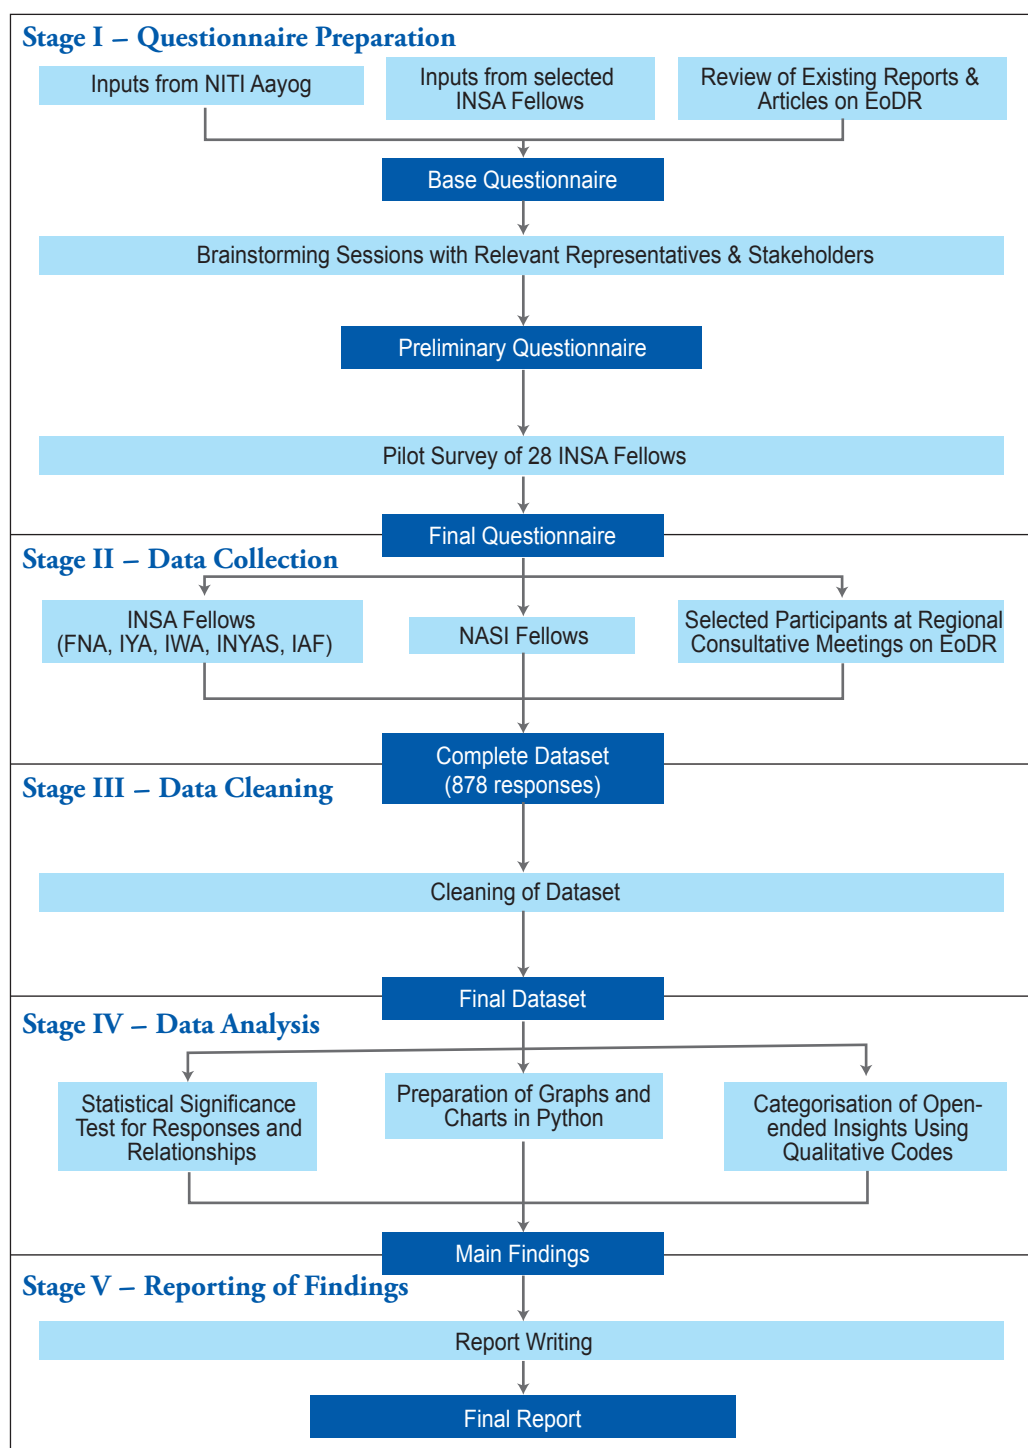 Stage I – Questionnaire Preparation
Inputs from NITI Aayog
Inputs from selected
INSA Fellows
Review of Existing Reports &
Articles on EoDR
Base Questionnaire
Brainstorming Sessions with Relevant Representatives & Stakeholders
Preliminary Questionnaire
Pilot Survey of 28 INSA Fellows
Final Questionnaire
Stage II – Data Collection
INSA Fellows
(FNA, IYA, IWA, INYAS, IAF)
NASI Fellows
Selected Participants at Regional
Consultative Meetings on EoDR
Complete Dataset
(878 responses)
Stage III – Data Cleaning
Cleaning of Dataset
Final Dataset
Stage IV – Data Analysis
Statistical Significance
Test for Responses and
Relationships
Preparation of Graphs and
Charts in Python
Categorisation of Open-
ended Insights Using
Qualitative Codes
Main Findings
Stage V – Reporting of Findings
Report Writing
Final Report